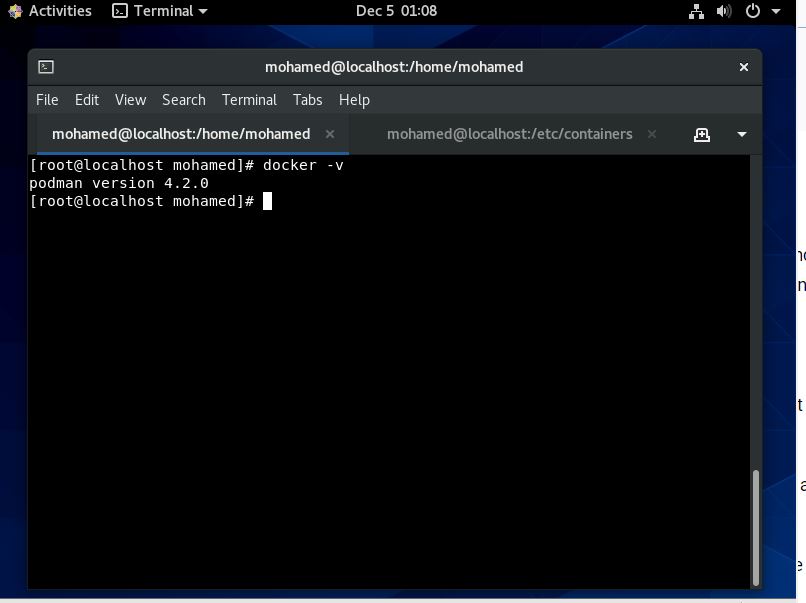 Activities Terminal Dec 5 01:08
mohamed@localhost:/home/mohamed
File Edit View Search Terminal Tabs Help
mohamed@localhost:/home/mohamed mohamed@localhost:/etc/containers
[root@localhost mohamed]# docker -v
podman version 4.2.0
[root@localhost mohamed]#